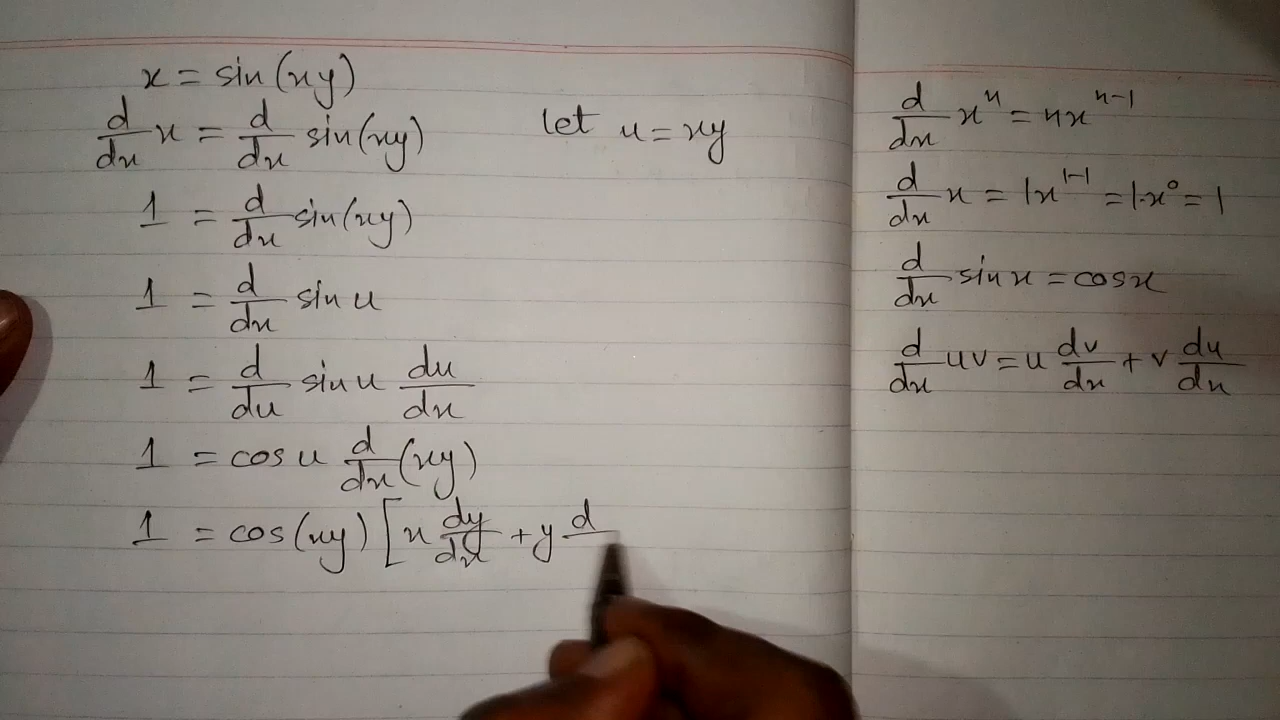 x = sin(xy)
d/dx x = d/dx sin(xy) let u = xy
1 = d/dx sin(xy)
1 = d/dx sin u
1 = d/du sin u du/dx
1 = cos u d/dx (xy)
1 = cos(xy) [x dy/dx + y d
d/dx x^n = nx^(n-1)
d/dx x = 1x^(1-1) = 1·x^0 = 1
d/dx sin x = cos x
d/dx uv = u dv/dx + v du/dx